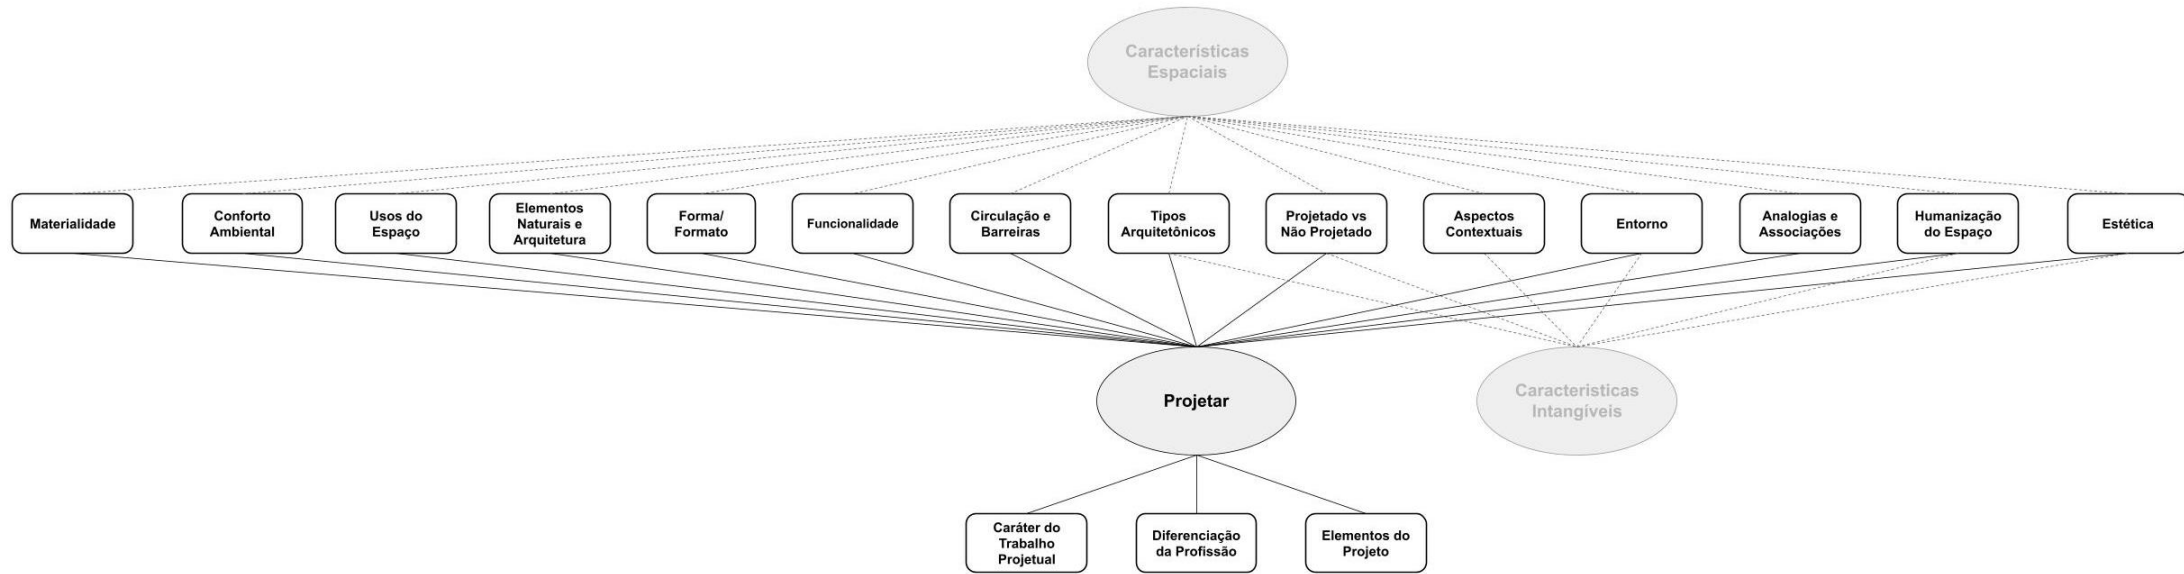 Características
Espaciais
Materialidade
Conforto
Ambiental
Usos do
Espaço
Elementos
Naturais e
Arquitetura
Forma/
Formato
Funcionalidade
Circulação e
Barreiras
Tipos
Arquitetônicos
Projetado vs
Não Projetado
Aspectos
Contextuais
Entorno
Analogias e
Associações
Humanização
do Espaço
Estética
Projetar
Caracteristicas
Intangíveis
Caráter do
Trabalho
Projetual
Diferenciação
da Profissão
Elementos do
Projeto